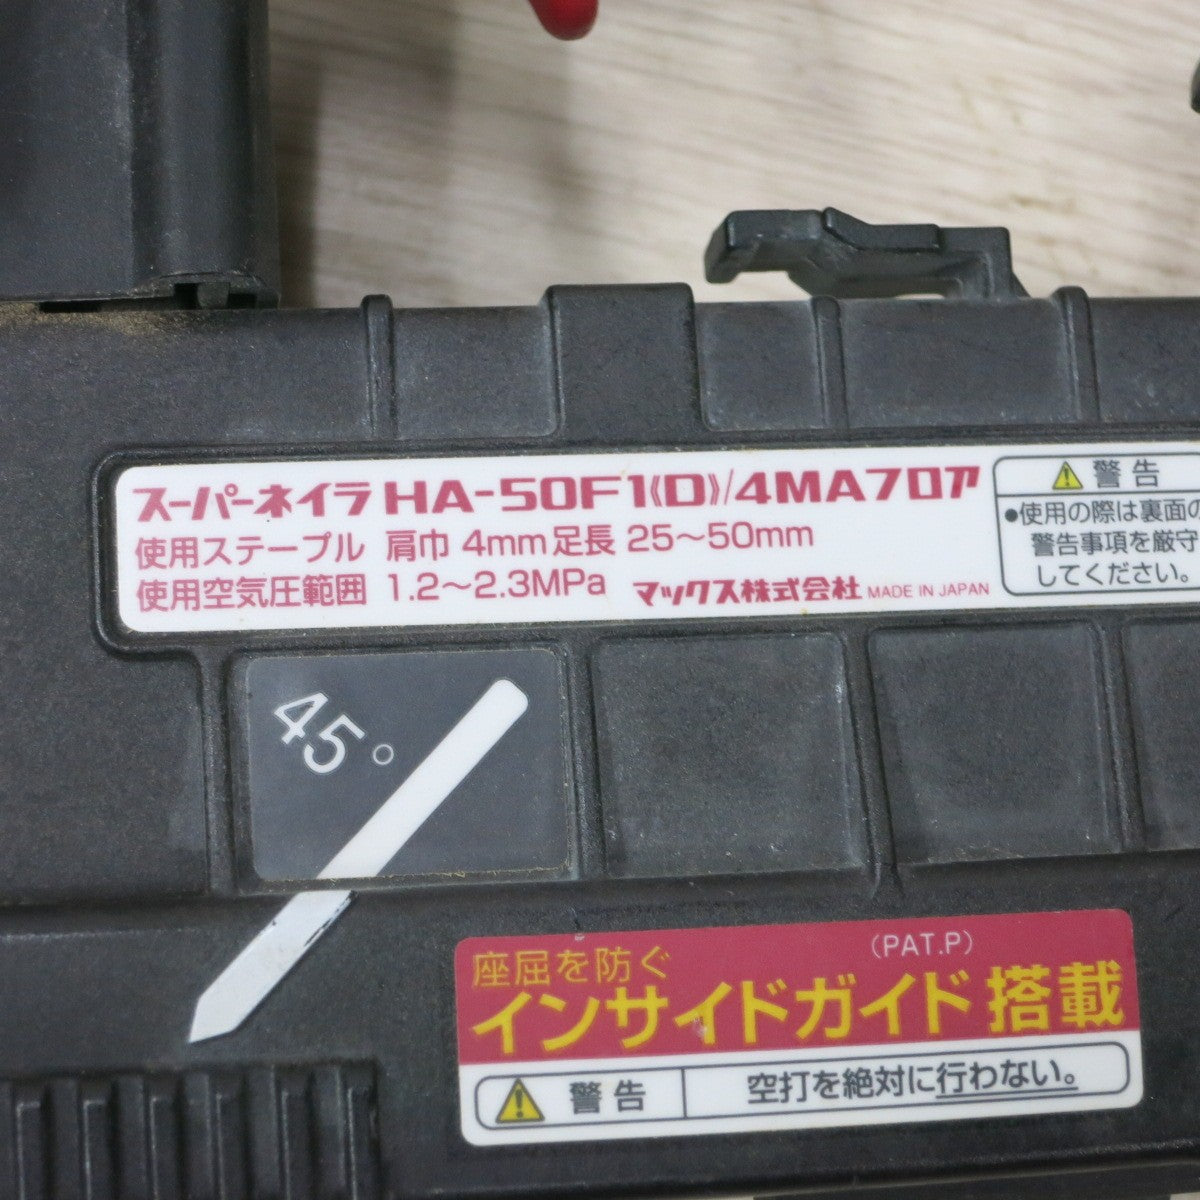 スーパーネイラ HA-50F1《D》/4MAフロア
使用ステープル 肩巾 4mm 足長 25～50mm
使用空気圧範囲 1.2～2.3MPa マックス株式会社 MADE IN JAPAN
警告
●使用の際は裏面の
警告事項を厳守
してください。
45°
座屈を防ぐ (PAT.P)
インサイドガイド搭載
警告 空打を絶対に行わない。